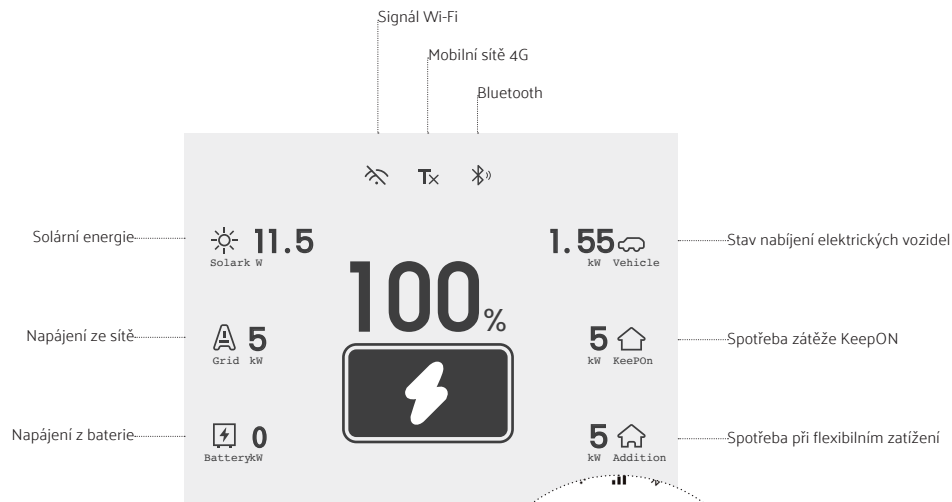 Signál Wi-Fi
Mobilní sítě 4G
Bluetooth
Tx
Solární energie
11.5
Solark W
1.55
kW Vehicle
Stav nabíjení elektrických vozidel
100%
Napájení ze sítě
5
Grid kW
5
kW KeePOn
Spotřeba zátěže KeepON
Napájení z baterie
0
BatterykW
5
kW Addition
Spotřeba při flexibilním zatížení